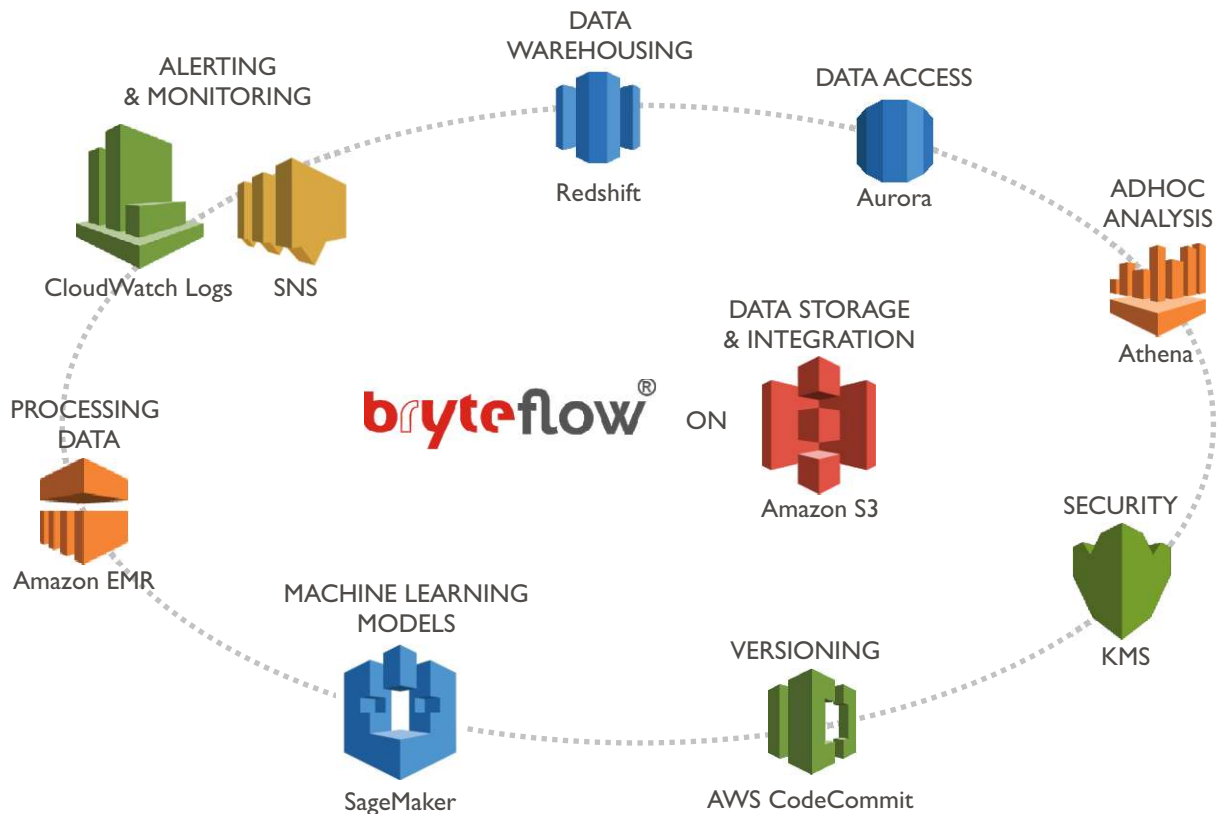 DATA
WAREHOUSING
Redshift
DATA ACCESS
Aurora
ADHOC
ANALYSIS
Athena
SECURITY
KMS
VERSIONING
AWS CodeCommit
MACHINE LEARNING
MODELS
SageMaker
PROCESSING
DATA
Amazon EMR
ALERTING
& MONITORING
CloudWatch Logs
SNS
bryteflow®
ON
DATA STORAGE
& INTEGRATION
Amazon S3